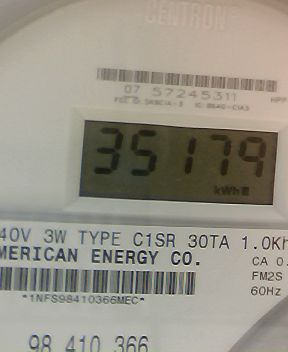 CENTRON®
07 57245311
35179
kWh
40V 3W TYPE C1SR 30TA 1.0Kh
MERICAN ENERGY CO.
CA 0.
FM2S
60Hz
*1NFS98410366MEC*
98 410 366